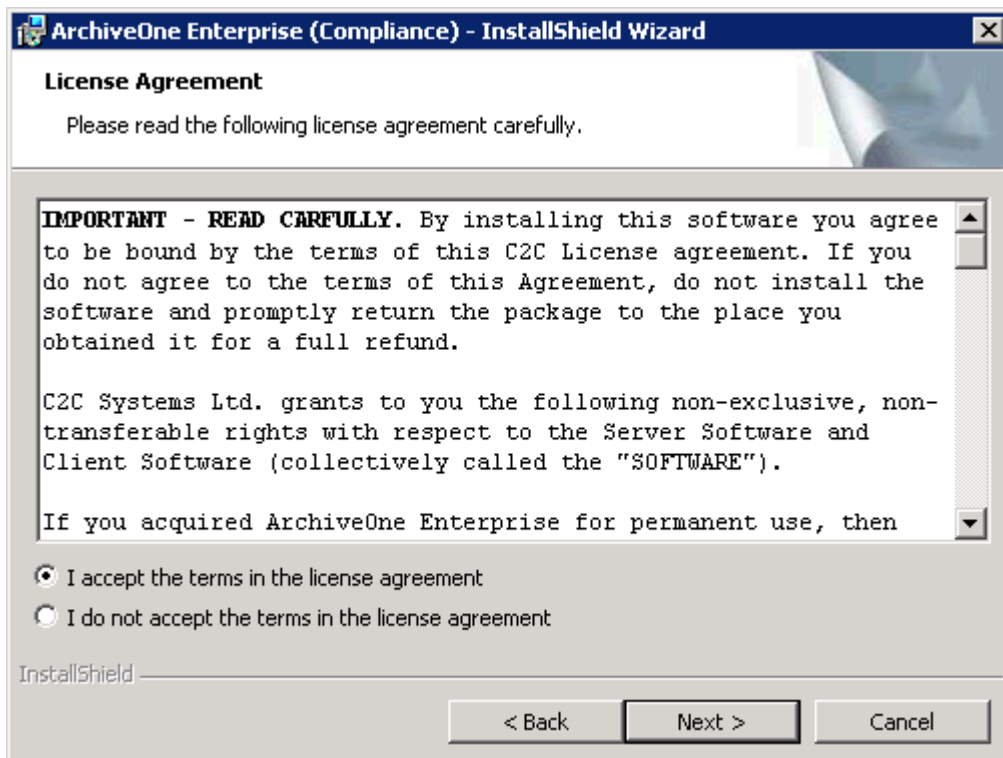 ArchiveOne Enterprise (Compliance) - InstallShield Wizard
License Agreement
Please read the following license agreement carefully.
IMPORTANT - READ CARFULLY. By installing this software you agree
to be bound by the terms of this C2C License agreement. If you
do not agree to the terms of this Agreement, do not install the
software and promptly return the package to the place you
obtained it for a full refund.
C2C Systems Ltd. grants to you the following non-exclusive, non-
transferable rights with respect to the Server Software and
Client Software (collectively called the "SOFTWARE").
If you acquired ArchiveOne Enterprise for permanent use, then
I accept the terms in the license agreement
I do not accept the terms in the license agreement
InstallShield
< Back
Next >
Cancel